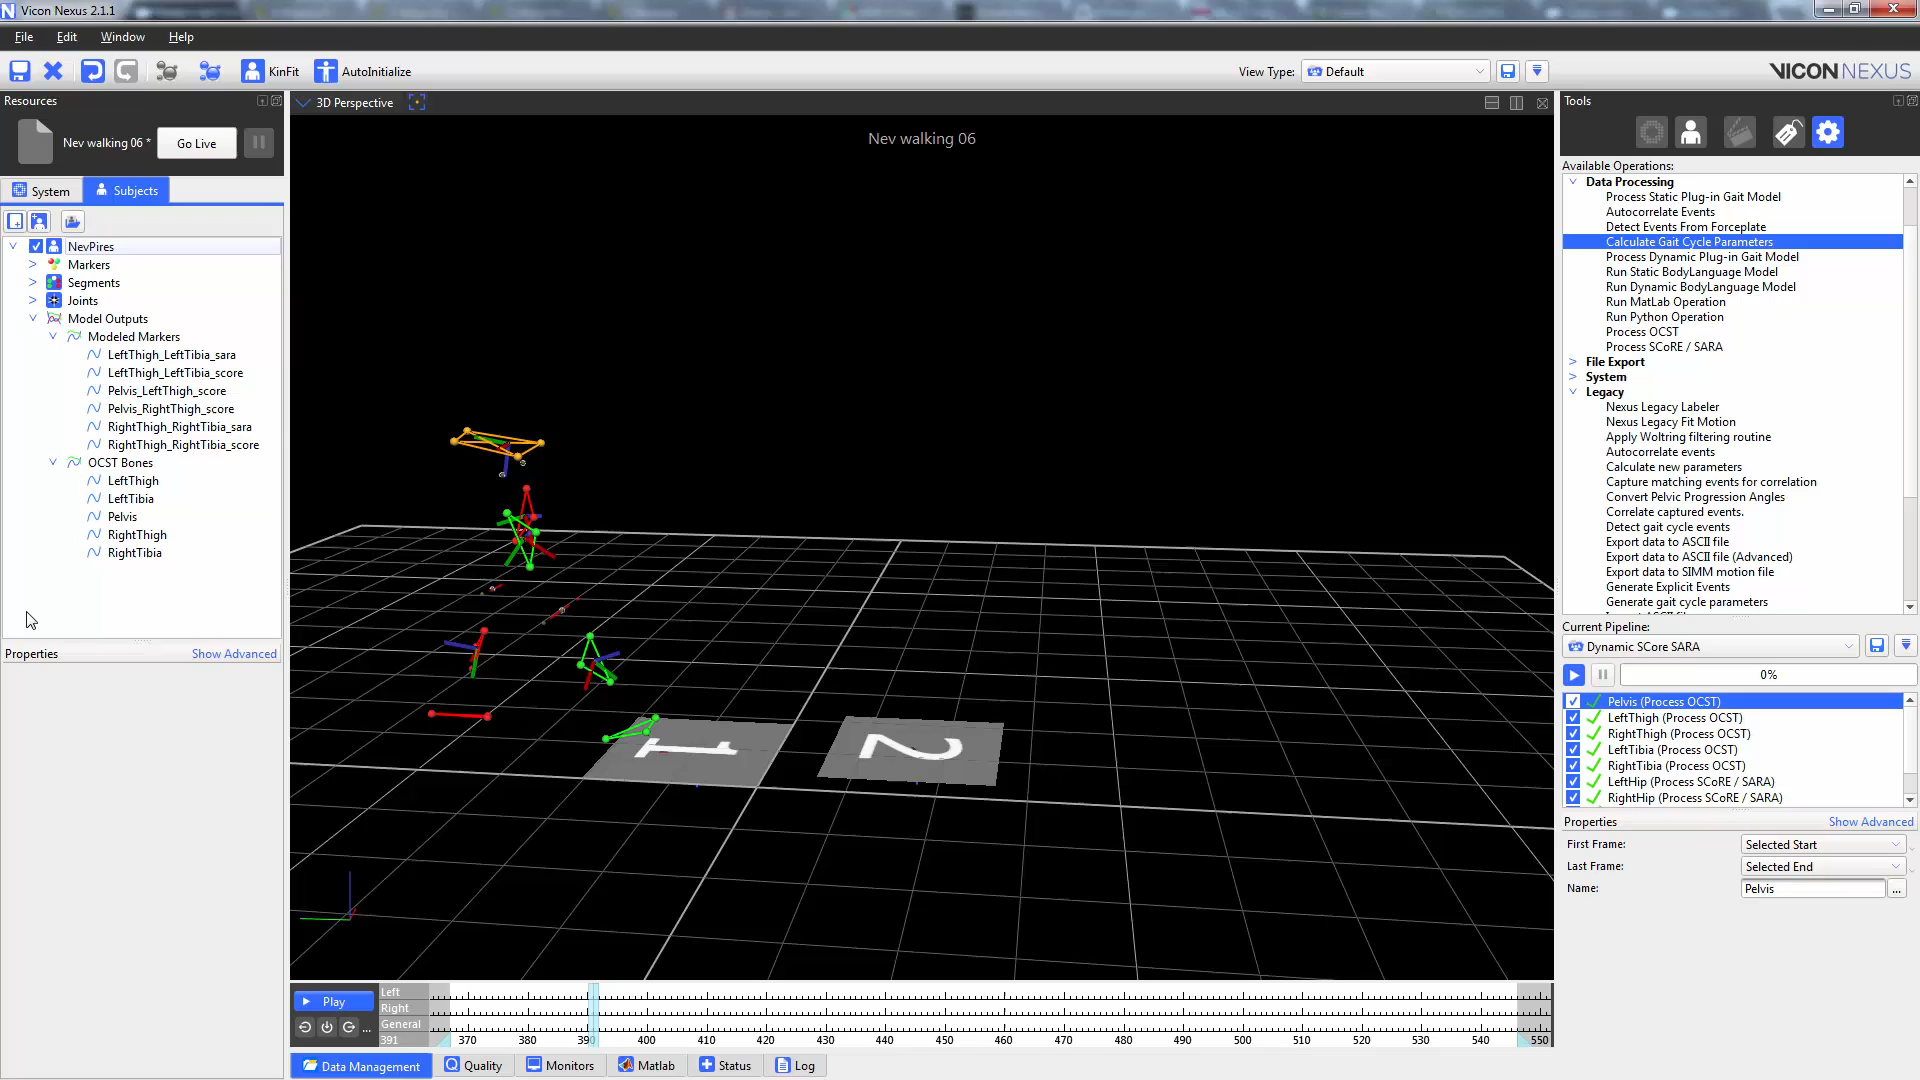 Vicon Nexus 2.1.1
File Edit Window Help
KinFit AutoInitialize View Type: Default VICON NEXUS
Resources
Nev walking 06 * Go Live
System Subjects
NevPires
Markers
Segments
Joints
Model Outputs
Modeled Markers
LeftThigh_LeftTibia_sara
LeftThigh_LeftTibia_score
Pelvis_LeftThigh_score
Pelvis_RightThigh_score
RightThigh_RightTibia_sara
RightThigh_RightTibia_score
OCST Bones
LeftThigh
LeftTibia
Pelvis
RightThigh
RightTibia
Properties Show Advanced
3D Perspective
Nev walking 06
1 2
Play
Left
Right
General
391
370 380 390 400 410 420 430 440 450 460 470 480 490 500 510 520 530 540 550
Data Management Quality Monitors Matlab Status Log
Tools
Available Operations:
Data Processing
Process Static Plug-in Gait Model
Autocorrelate Events
Detect Events From Forceplate
Calculate Gait Cycle Parameters
Process Dynamic Plug-in Gait Model
Run Static BodyLanguage Model
Run Dynamic BodyLanguage Model
Run MatLab Operation
Run Python Operation
Process OCST
Process SCoRE / SARA
File Export
System
Legacy
Nexus Legacy Labeler
Nexus Legacy Fit Motion
Apply Woltring filtering routine
Autocorrelate events
Calculate new parameters
Capture matching events for correlation
Convert Pelvic Progression Angles
Correlate captured events.
Detect gait cycle events
Export data to ASCII file
Export data to ASCII file (Advanced)
Export data to SIMM motion file
Generate Explicit Events
Generate gait cycle parameters
Current Pipeline:
Dynamic SCore SARA
0%
Pelvis (Process OCST)
LeftThigh (Process OCST)
RightThigh (Process OCST)
LeftTibia (Process OCST)
RightTibia (Process OCST)
LeftHip (Process SCoRE / SARA)
RightHip (Process SCoRE / SARA)
Properties Show Advanced
First Frame: Selected Start
Last Frame: Selected End
Name: Pelvis ...